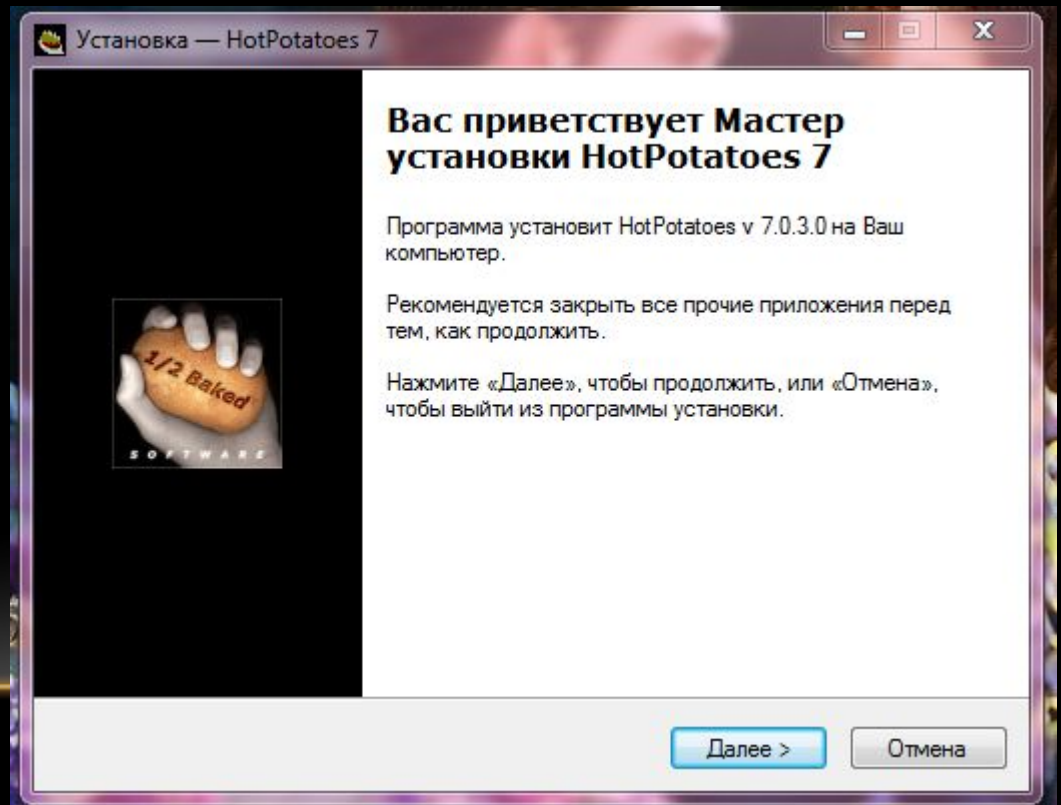 Установка — HotPotatoes 7
Вас приветствует Мастер
установки HotPotatoes 7
Программа установит HotPotatoes v 7.0.3.0 на Ваш
компьютер.
Рекомендуется закрыть все прочие приложения перед
тем, как продолжить.
Нажмите «Далее», чтобы продолжить, или «Отмена»,
чтобы выйти из программы установки.
1/2 Baked
SOFTWARE
Далее >
Отмена